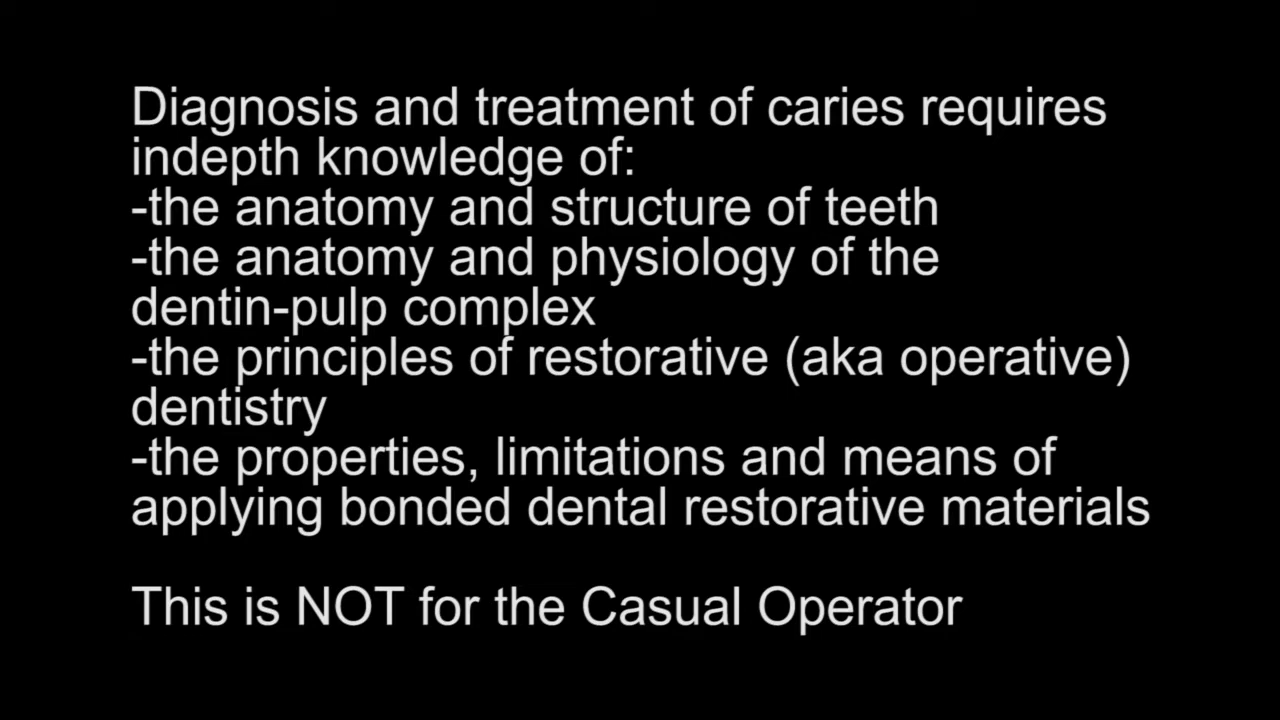 Diagnosis and treatment of caries requires
indepth knowledge of:
-the anatomy and structure of teeth
-the anatomy and physiology of the
dentin-pulp complex
-the principles of restorative (aka operative)
dentistry
-the properties, limitations and means of
applying bonded dental restorative materials
This is NOT for the Casual Operator